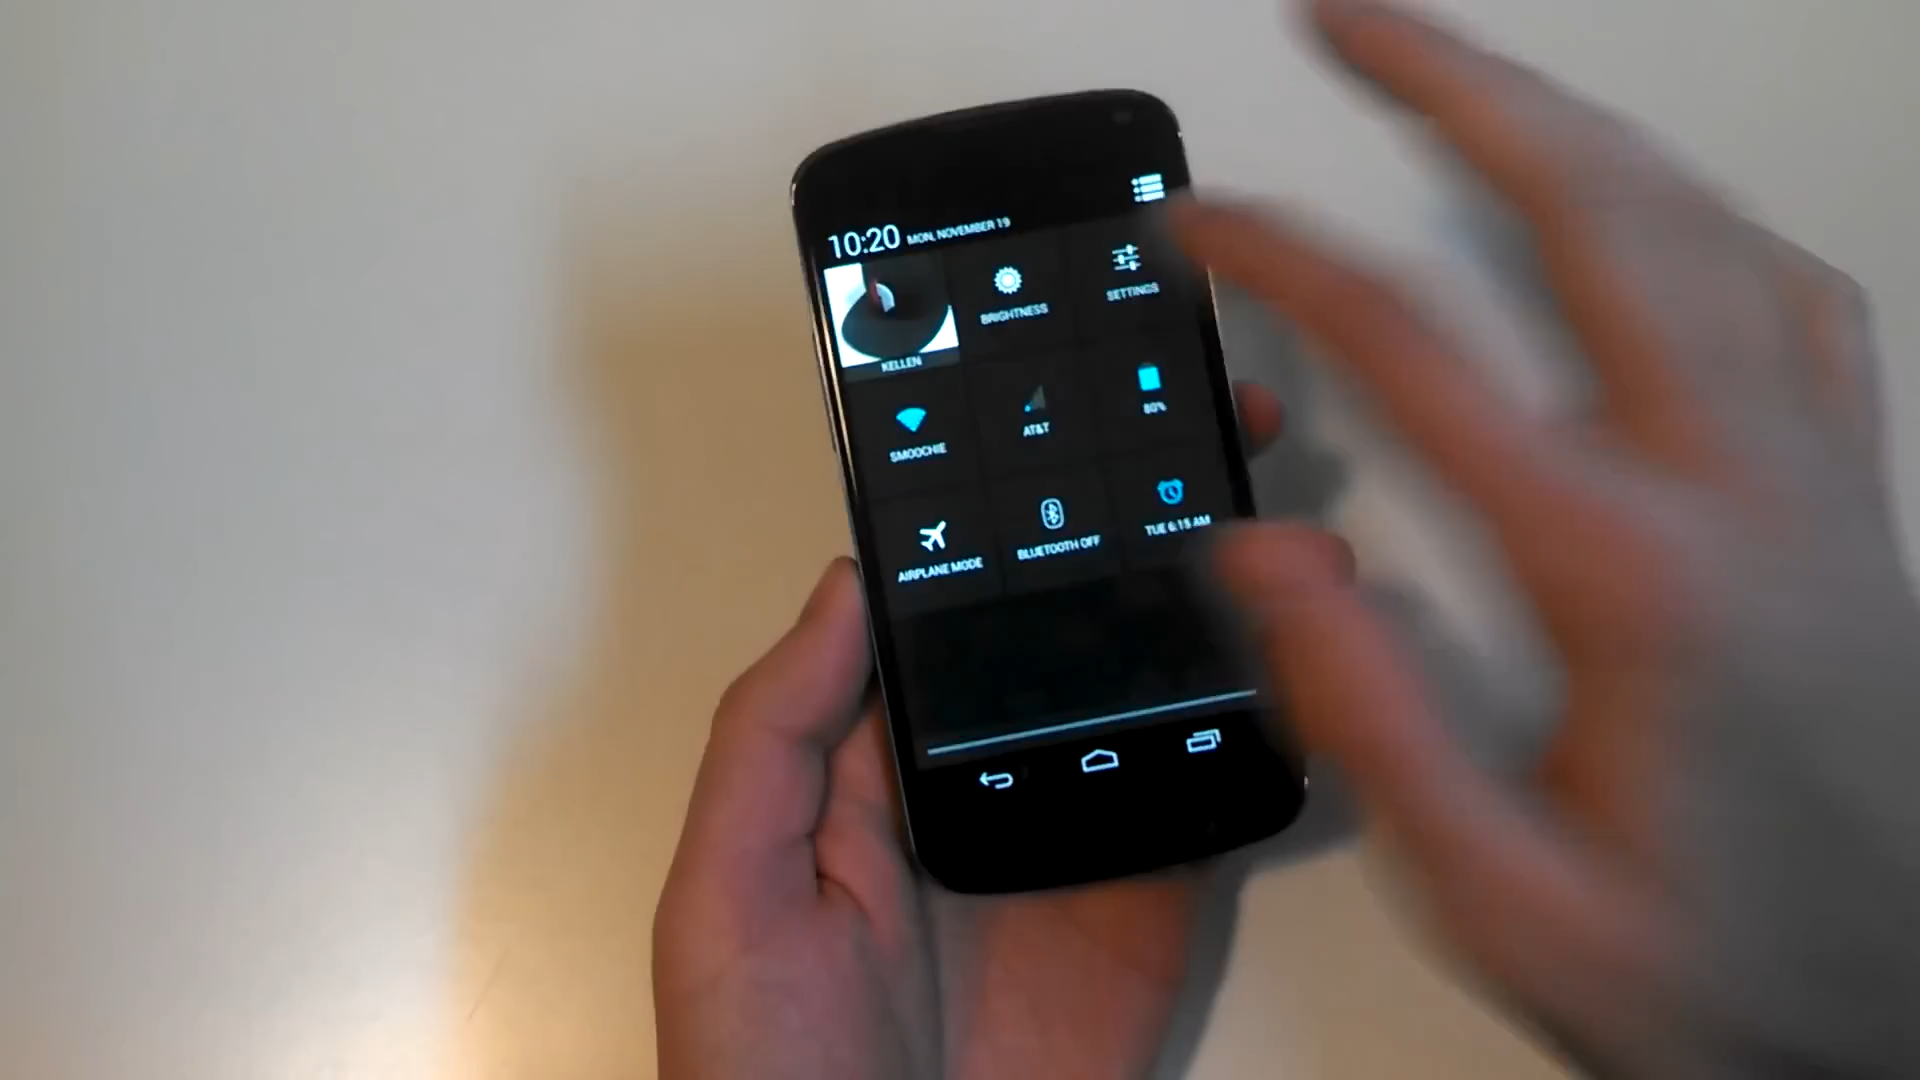 10:20 MON, NOVEMBER 19
KELLEN
BRIGHTNESS
SETTINGS
SMOOCHIE
AT&T
80%
AIRPLANE MODE
BLUETOOTH OFF
TUE 6:15 AM